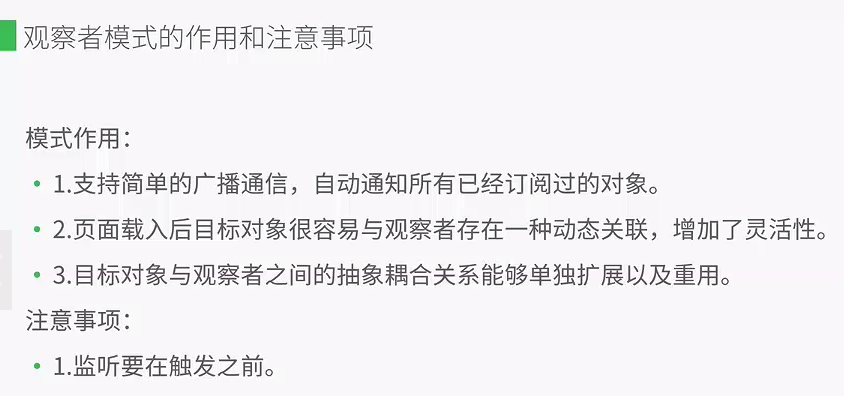 观察者模式的作用和注意事项
模式作用：
• 1.支持简单的广播通信，自动通知所有已经订阅过的对象。
• 2.页面载入后目标对象很容易与观察者存在一种动态关联，增加了灵活性。
• 3.目标对象与观察者之间的抽象耦合关系能够单独扩展以及重用。
注意事项：
• 1.监听要在触发之前。